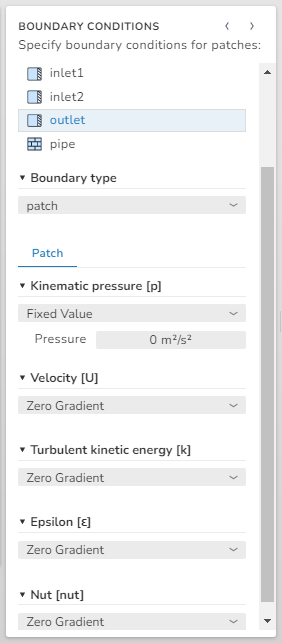 BOUNDARY CONDITIONS
Specify boundary conditions for patches:
inlet1
inlet2
outlet
pipe
Boundary type
patch
Patch
Kinematic pressure [p]
Fixed Value
Pressure 0 m²/s²
Velocity [U]
Zero Gradient
Turbulent kinetic energy [k]
Zero Gradient
Epsilon [ε]
Zero Gradient
Nut [nut]
Zero Gradient